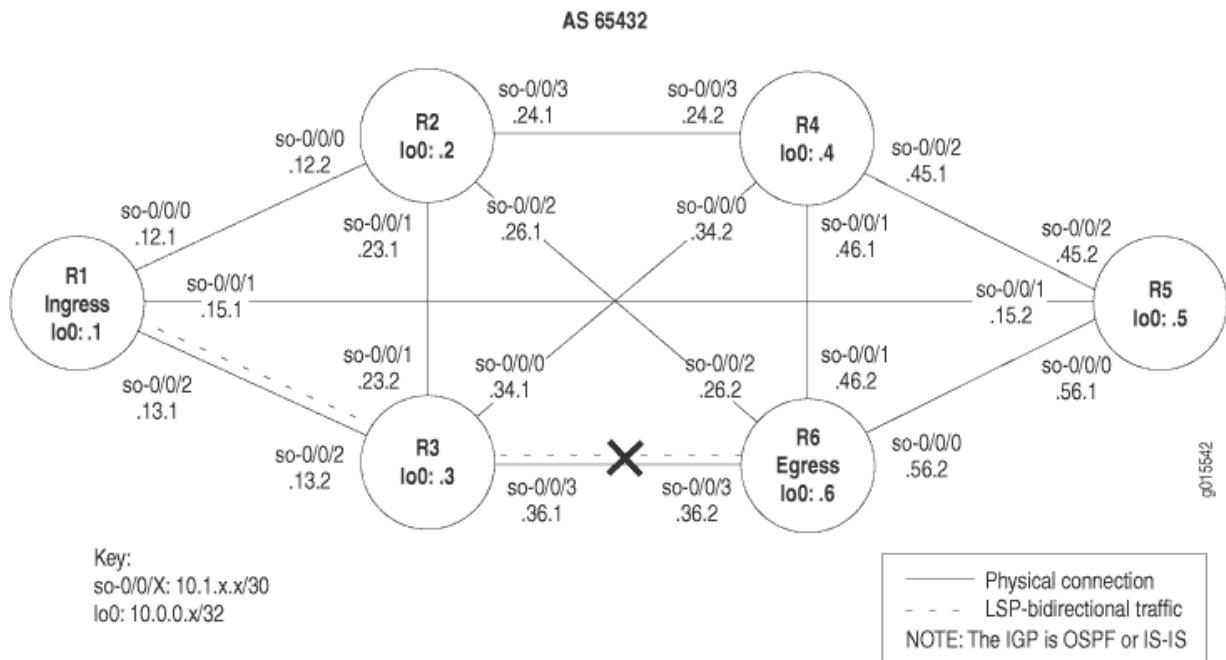 AS 65432
R2
lo0: .2
so-0/0/3
.24.1
so-0/0/3
.24.2
R4
lo0: .4
so-0/0/0
.12.2
so-0/0/2
.45.1
so-0/0/0
.12.1
so-0/0/1
.23.1
so-0/0/2
.26.1
so-0/0/0
.34.2
so-0/0/1
.46.1
so-0/0/2
.45.2
R1
Ingress
lo0: .1
so-0/0/1
.15.1
so-0/0/1
.15.2
R5
lo0: .5
so-0/0/2
.13.1
so-0/0/1
.23.2
so-0/0/0
.34.1
so-0/0/2
.26.2
so-0/0/1
.46.2
so-0/0/0
.56.1
so-0/0/2
.13.2
R3
lo0: .3
so-0/0/3
.36.1
so-0/0/3
.36.2
R6
Egress
lo0: .6
so-0/0/0
.56.2
g015542
Key:
so-0/0/X: 10.1.x.x/30
lo0: 10.0.0.x/32
Physical connection
LSP-bidirectional traffic
NOTE: The IGP is OSPF or IS-IS